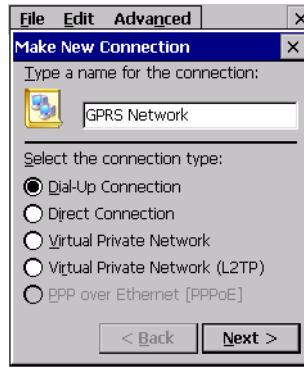 File Edit Advanced ×
Make New Connection ×
Type a name for the connection:
GPRS Network
Select the connection type:
Dial-Up Connection
Direct Connection
Virtual Private Network
Virtual Private Network (L2TP)
PPP over Ethernet [PPPoE]
< Back Next >